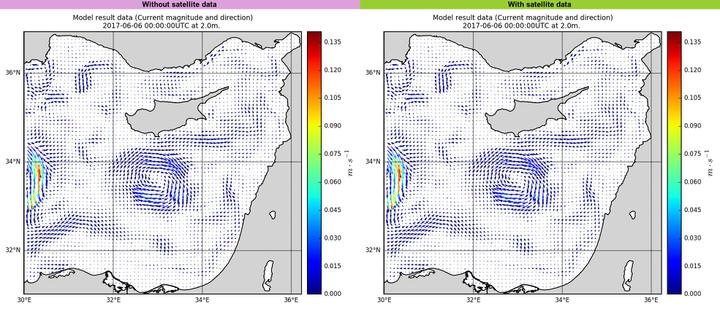 Without satellite data
Model result data (Current magnitude and direction)
2017-06-06 00:00:00UTC at 2.0m.
36°N
34°N
32°N
30°E
32°E
34°E
36°E
0.135
0.120
0.105
0.090
0.075
0.060
0.045
0.030
0.015
0.000
m · s⁻¹
With satellite data
Model result data (Current magnitude and direction)
2017-06-06 00:00:00UTC at 2.0m.
36°N
34°N
32°N
30°E
32°E
34°E
36°E
0.135
0.120
0.105
0.090
0.075
0.060
0.045
0.030
0.015
0.000
m · s⁻¹